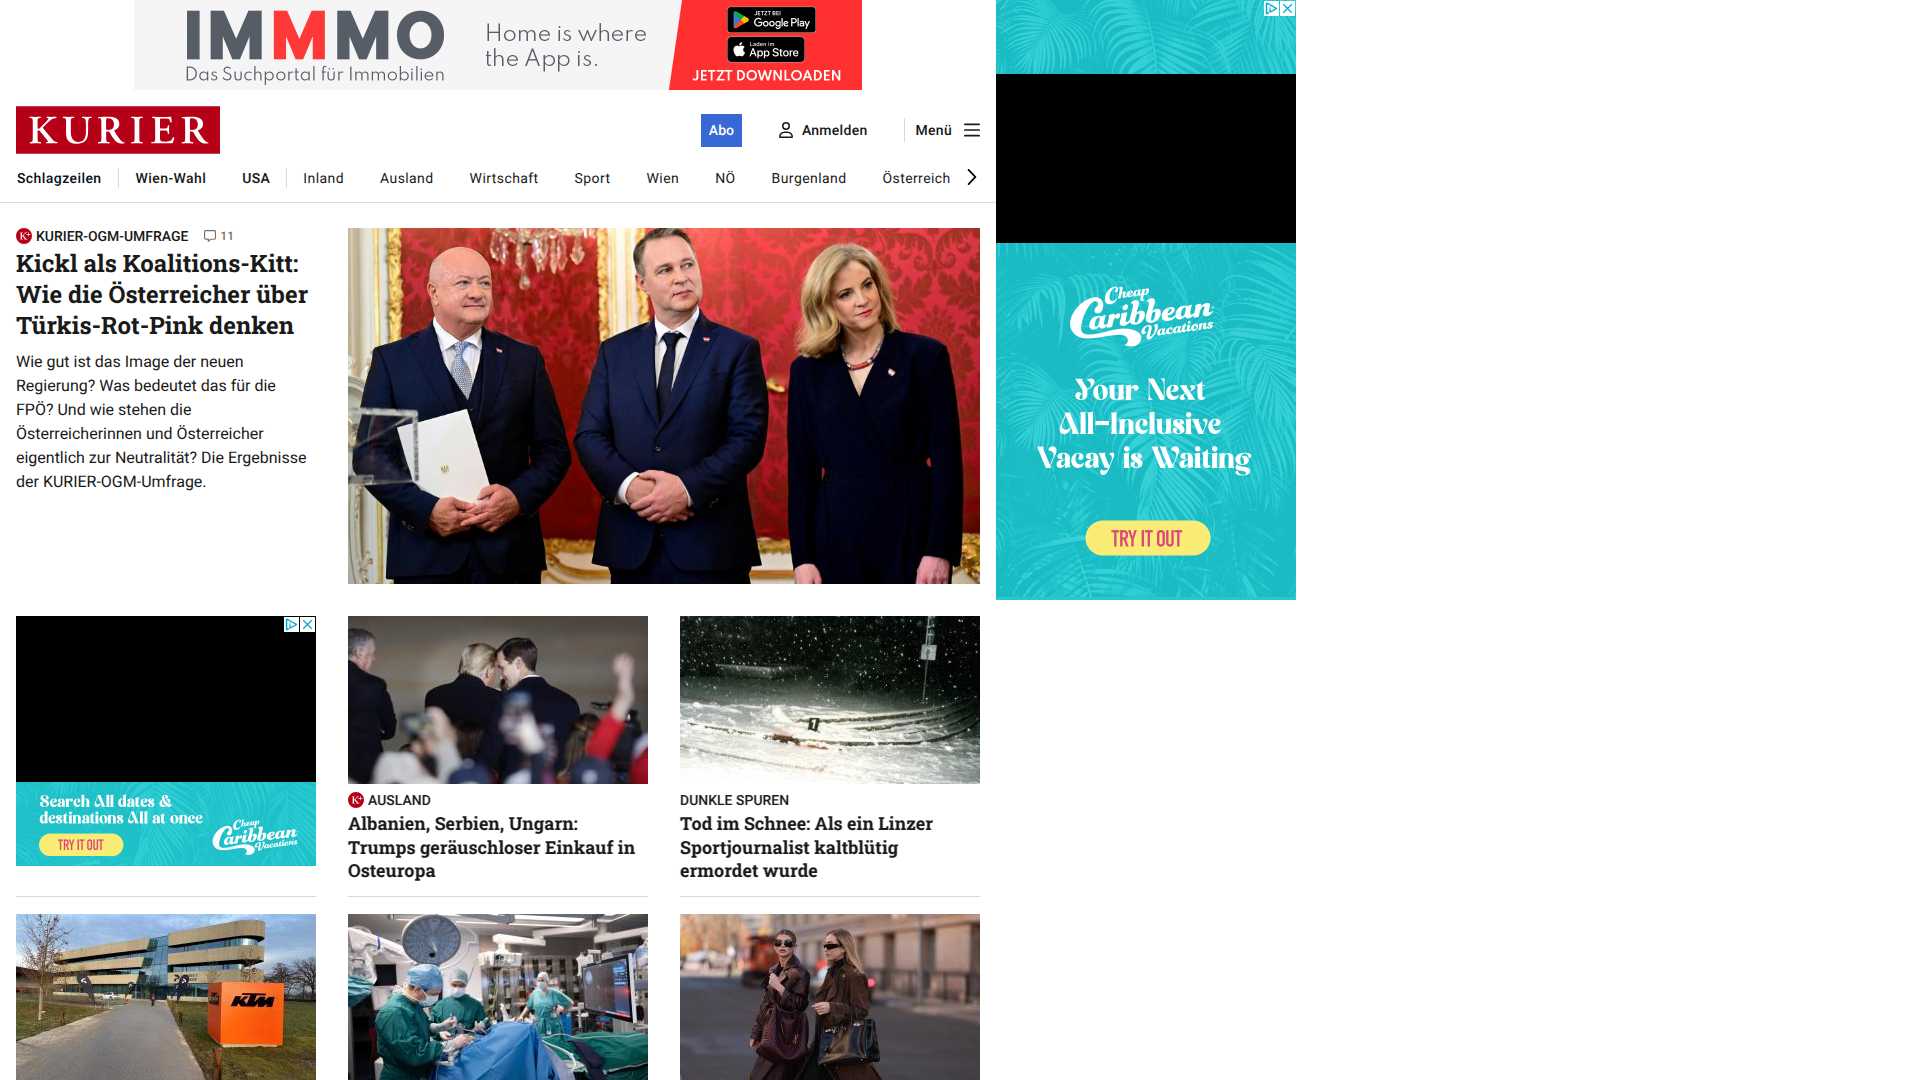 IMMMO
Das Suchportal für Immobilien
Home is where
the App is.
JETZT BEI
Google Play
Laden im
App Store
JETZT DOWNLOADEN
KURIER
Abo
Anmelden
Menü
Schlagzeilen
Wien-Wahl
USA
Inland
Ausland
Wirtschaft
Sport
Wien
NÖ
Burgenland
Österreich
K+ KURIER-OGM-UMFRAGE 11
Kickl als Koalitions-Kitt:
Wie die Österreicher über
Türkis-Rot-Pink denken
Wie gut ist das Image der neuen
Regierung? Was bedeutet das für die
FPÖ? Und wie stehen die
Österreicherinnen und Österreicher
eigentlich zur Neutralität? Die Ergebnisse
der KURIER-OGM-Umfrage.
Cheap
Caribbean
Vacations
Your Next
All-Inclusive
Vacay is Waiting
TRY IT OUT
Search All dates &
destinations All at once
TRY IT OUT
Cheap
Caribbean
Vacations
K+ AUSLAND
Albanien, Serbien, Ungarn:
Trumps geräuschloser Einkauf in
Osteuropa
1
DUNKLE SPUREN
Tod im Schnee: Als ein Linzer
Sportjournalist kaltblütig
ermordet wurde
KTM